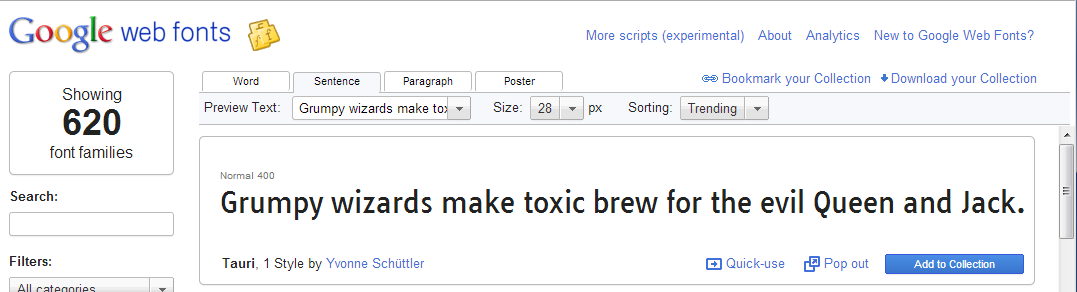 Google web fonts
More scripts (experimental) About Analytics New to Google Web Fonts?
Showing
620
font families
Word Sentence Paragraph Poster
Bookmark your Collection Download your Collection
Preview Text: Grumpy wizards make to Size: 28 px Sorting: Trending
Normal 400
Grumpy wizards make toxic brew for the evil Queen and Jack.
Search:
Tauri, 1 Style by Yvonne Schüttler
Quick-use Pop out Add to Collection
Filters:
All categories